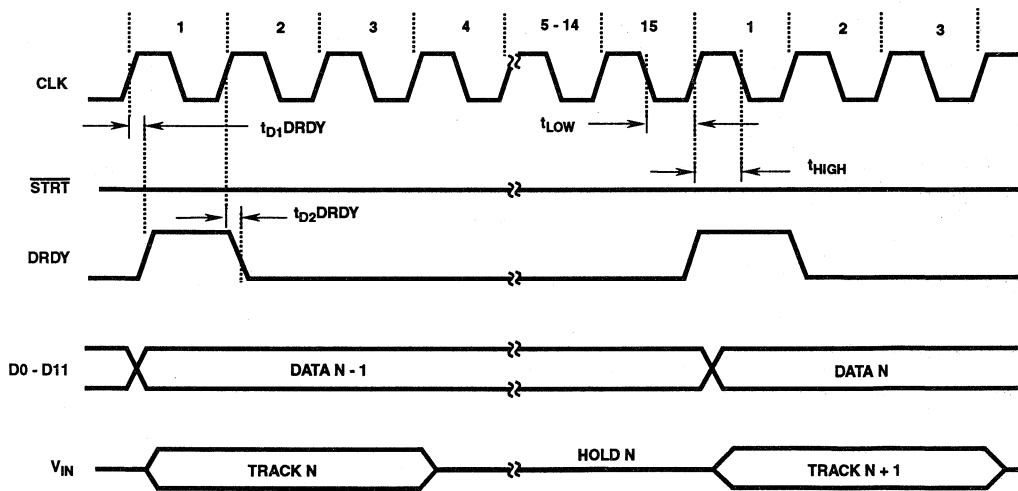 1 2 3 4 5 - 14 15 1 2 3
CLK
tD1DRDY
tLOW
tHIGH
STRT
tD2DRDY
DRDY
D0 - D11
DATA N - 1
DATA N
VIN
TRACK N
HOLD N
TRACK N + 1